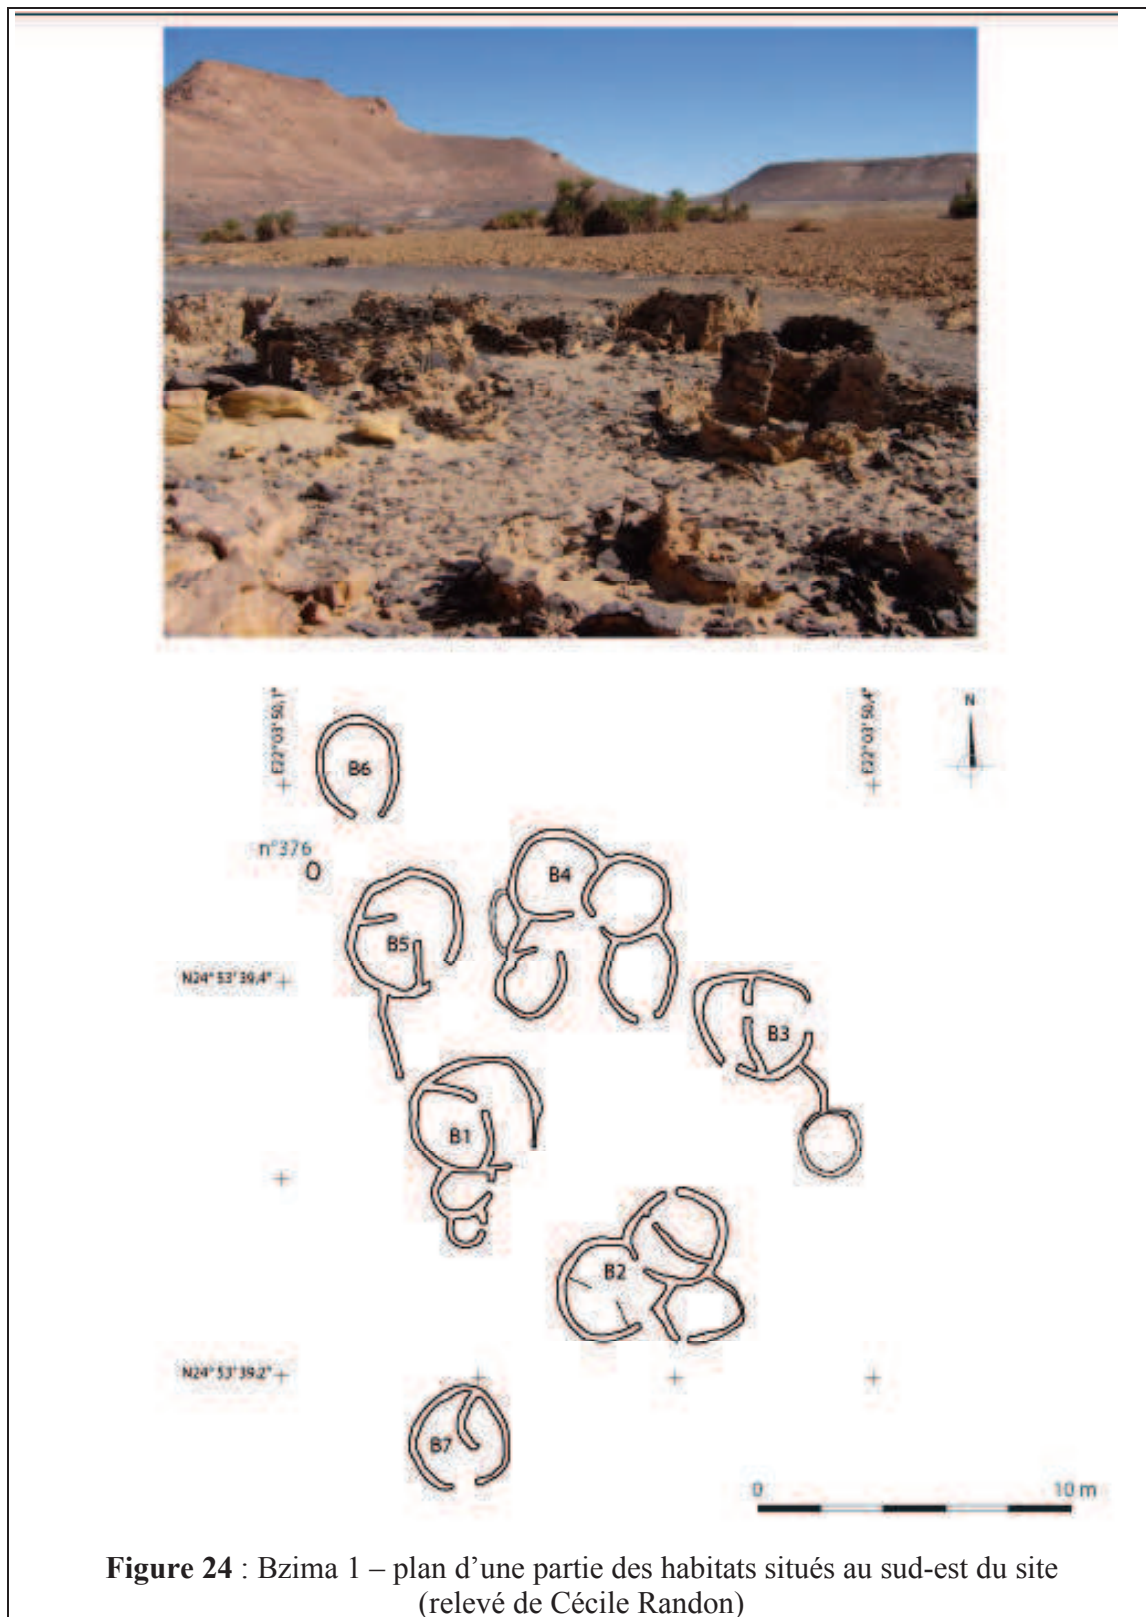 E22°03'50,1"
E22°03'50,4"
N
B6
n°376
B4
B5
N24° 53'39,4"
B3
B1
B2
N24° 53'39.2"
B7
0 10 m
Figure 24 : Bzima 1 – plan d’une partie des habitats situés au sud-est du site
(relevé de Cécile Randon)